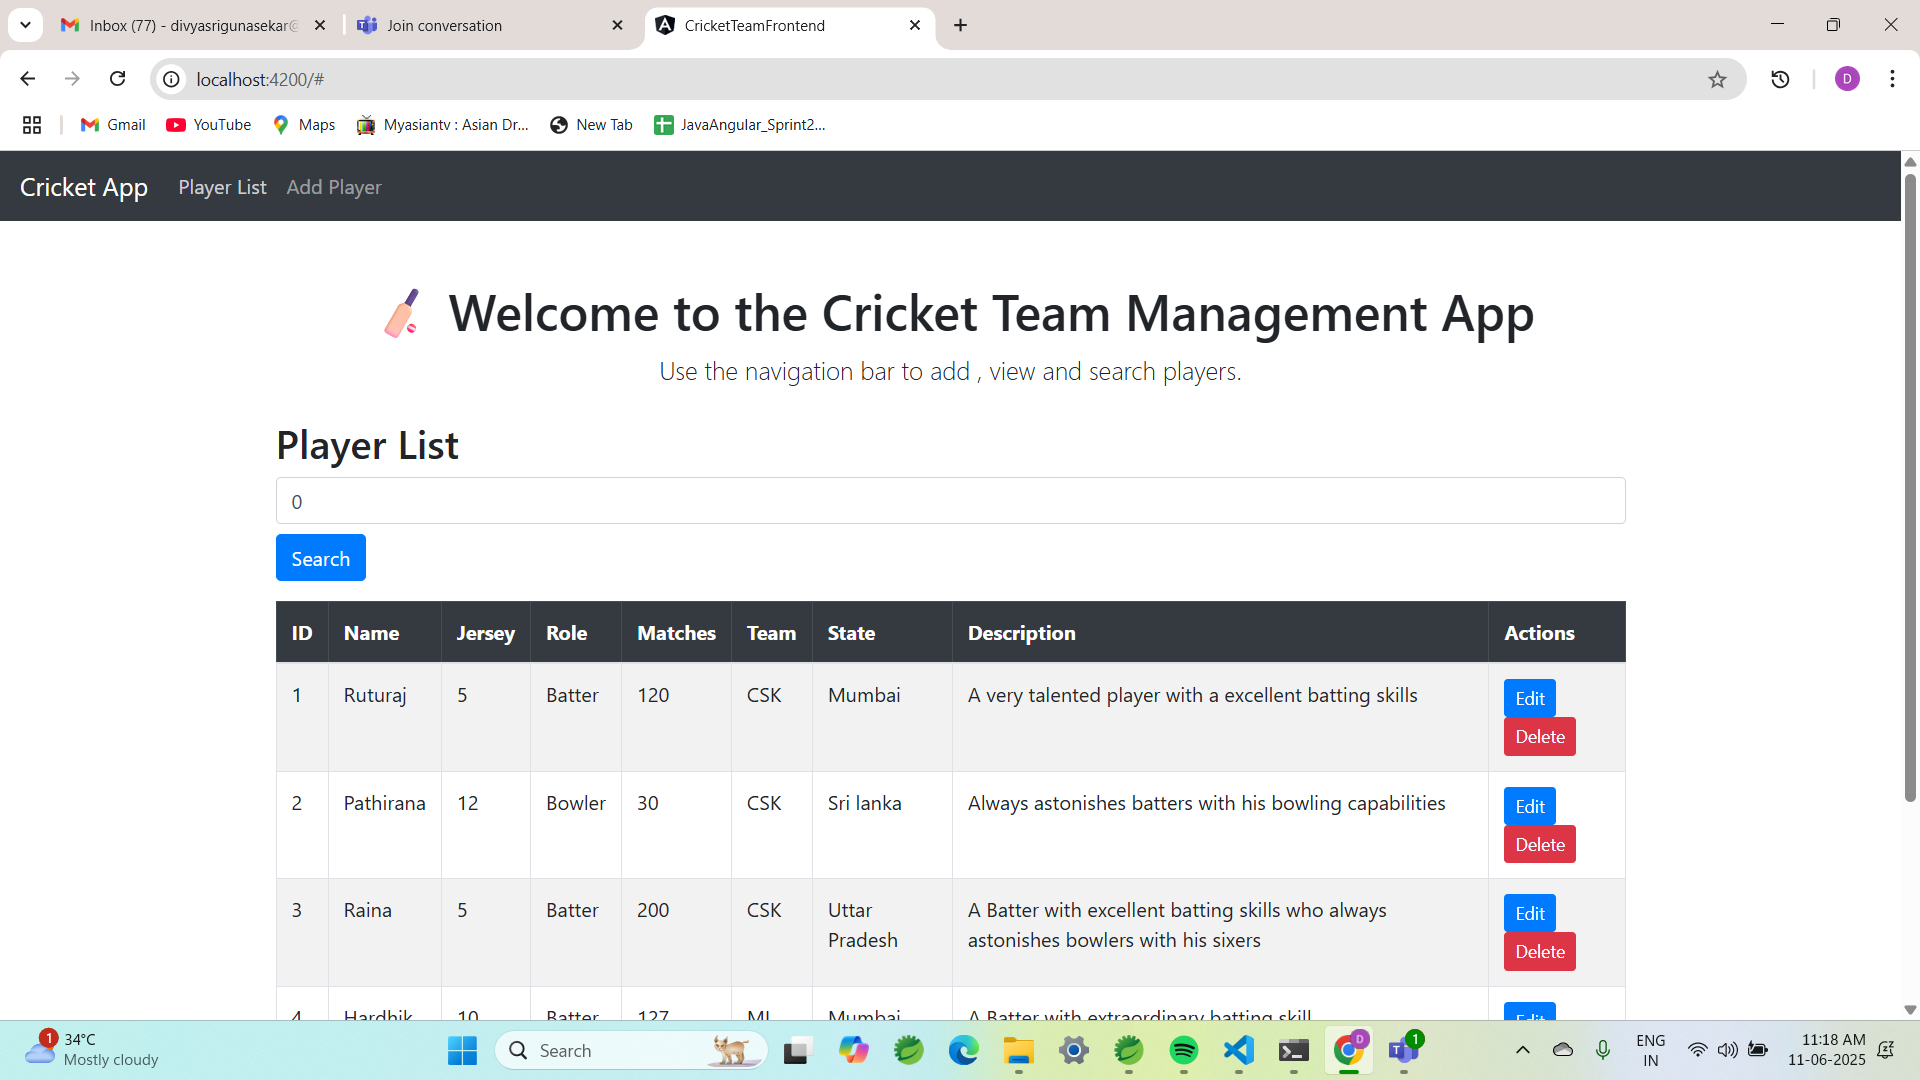 Inbox (77) - divyasrigunasekar@
Join conversation
CricketTeamFrontend
localhost:4200/#
D
Gmail
YouTube
Maps
Myasiantv : Asian Dr...
New Tab
JavaAngular_Sprint2...
Cricket App
Player List
Add Player
Welcome to the Cricket Team Management App
Use the navigation bar to add , view and search players.
Player List
0
Search
ID Name Jersey Role Matches Team State Description Actions
1 Ruturaj 5 Batter 120 CSK Mumbai A very talented player with a excellent batting skills Edit
Delete
2 Pathirana 12 Bowler 30 CSK Sri lanka Always astonishes batters with his bowling capabilities Edit
Delete
3 Raina 5 Batter 200 CSK Uttar A Batter with excellent batting skills who always Edit
Pradesh astonishes bowlers with his sixers Delete
4 Hardhik 10 Batter 127 MI Mumbai A Batter with extraordinary batting skill Edit
1
34°C
Mostly cloudy
Search
D
1
ENG
IN
11:18 AM
11-06-2025